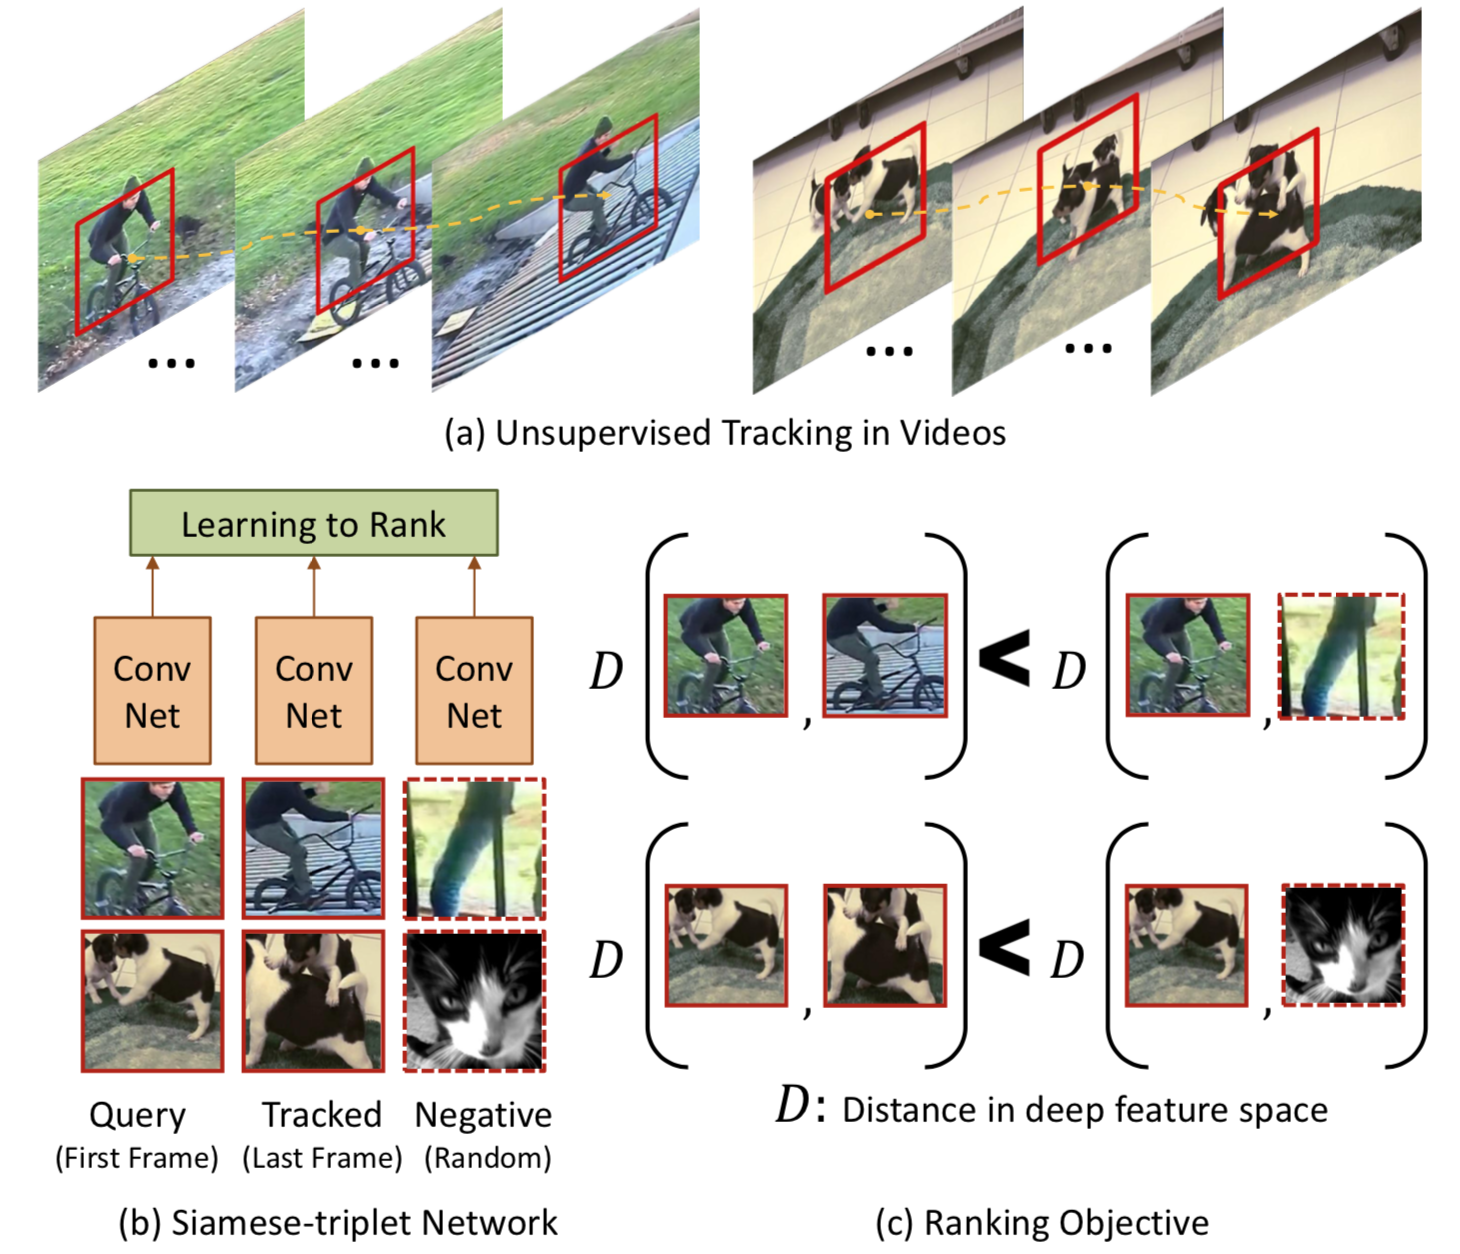 ... ... ... ...
(a) Unsupervised Tracking in Videos
Learning to Rank
Conv Net Conv Net Conv Net
Query Tracked Negative
(First Frame) (Last Frame) (Random)
(b) Siamese-triplet Network
D ( , ) < D ( , )
D ( , ) < D ( , )
D: Distance in deep feature space
(c) Ranking Objective